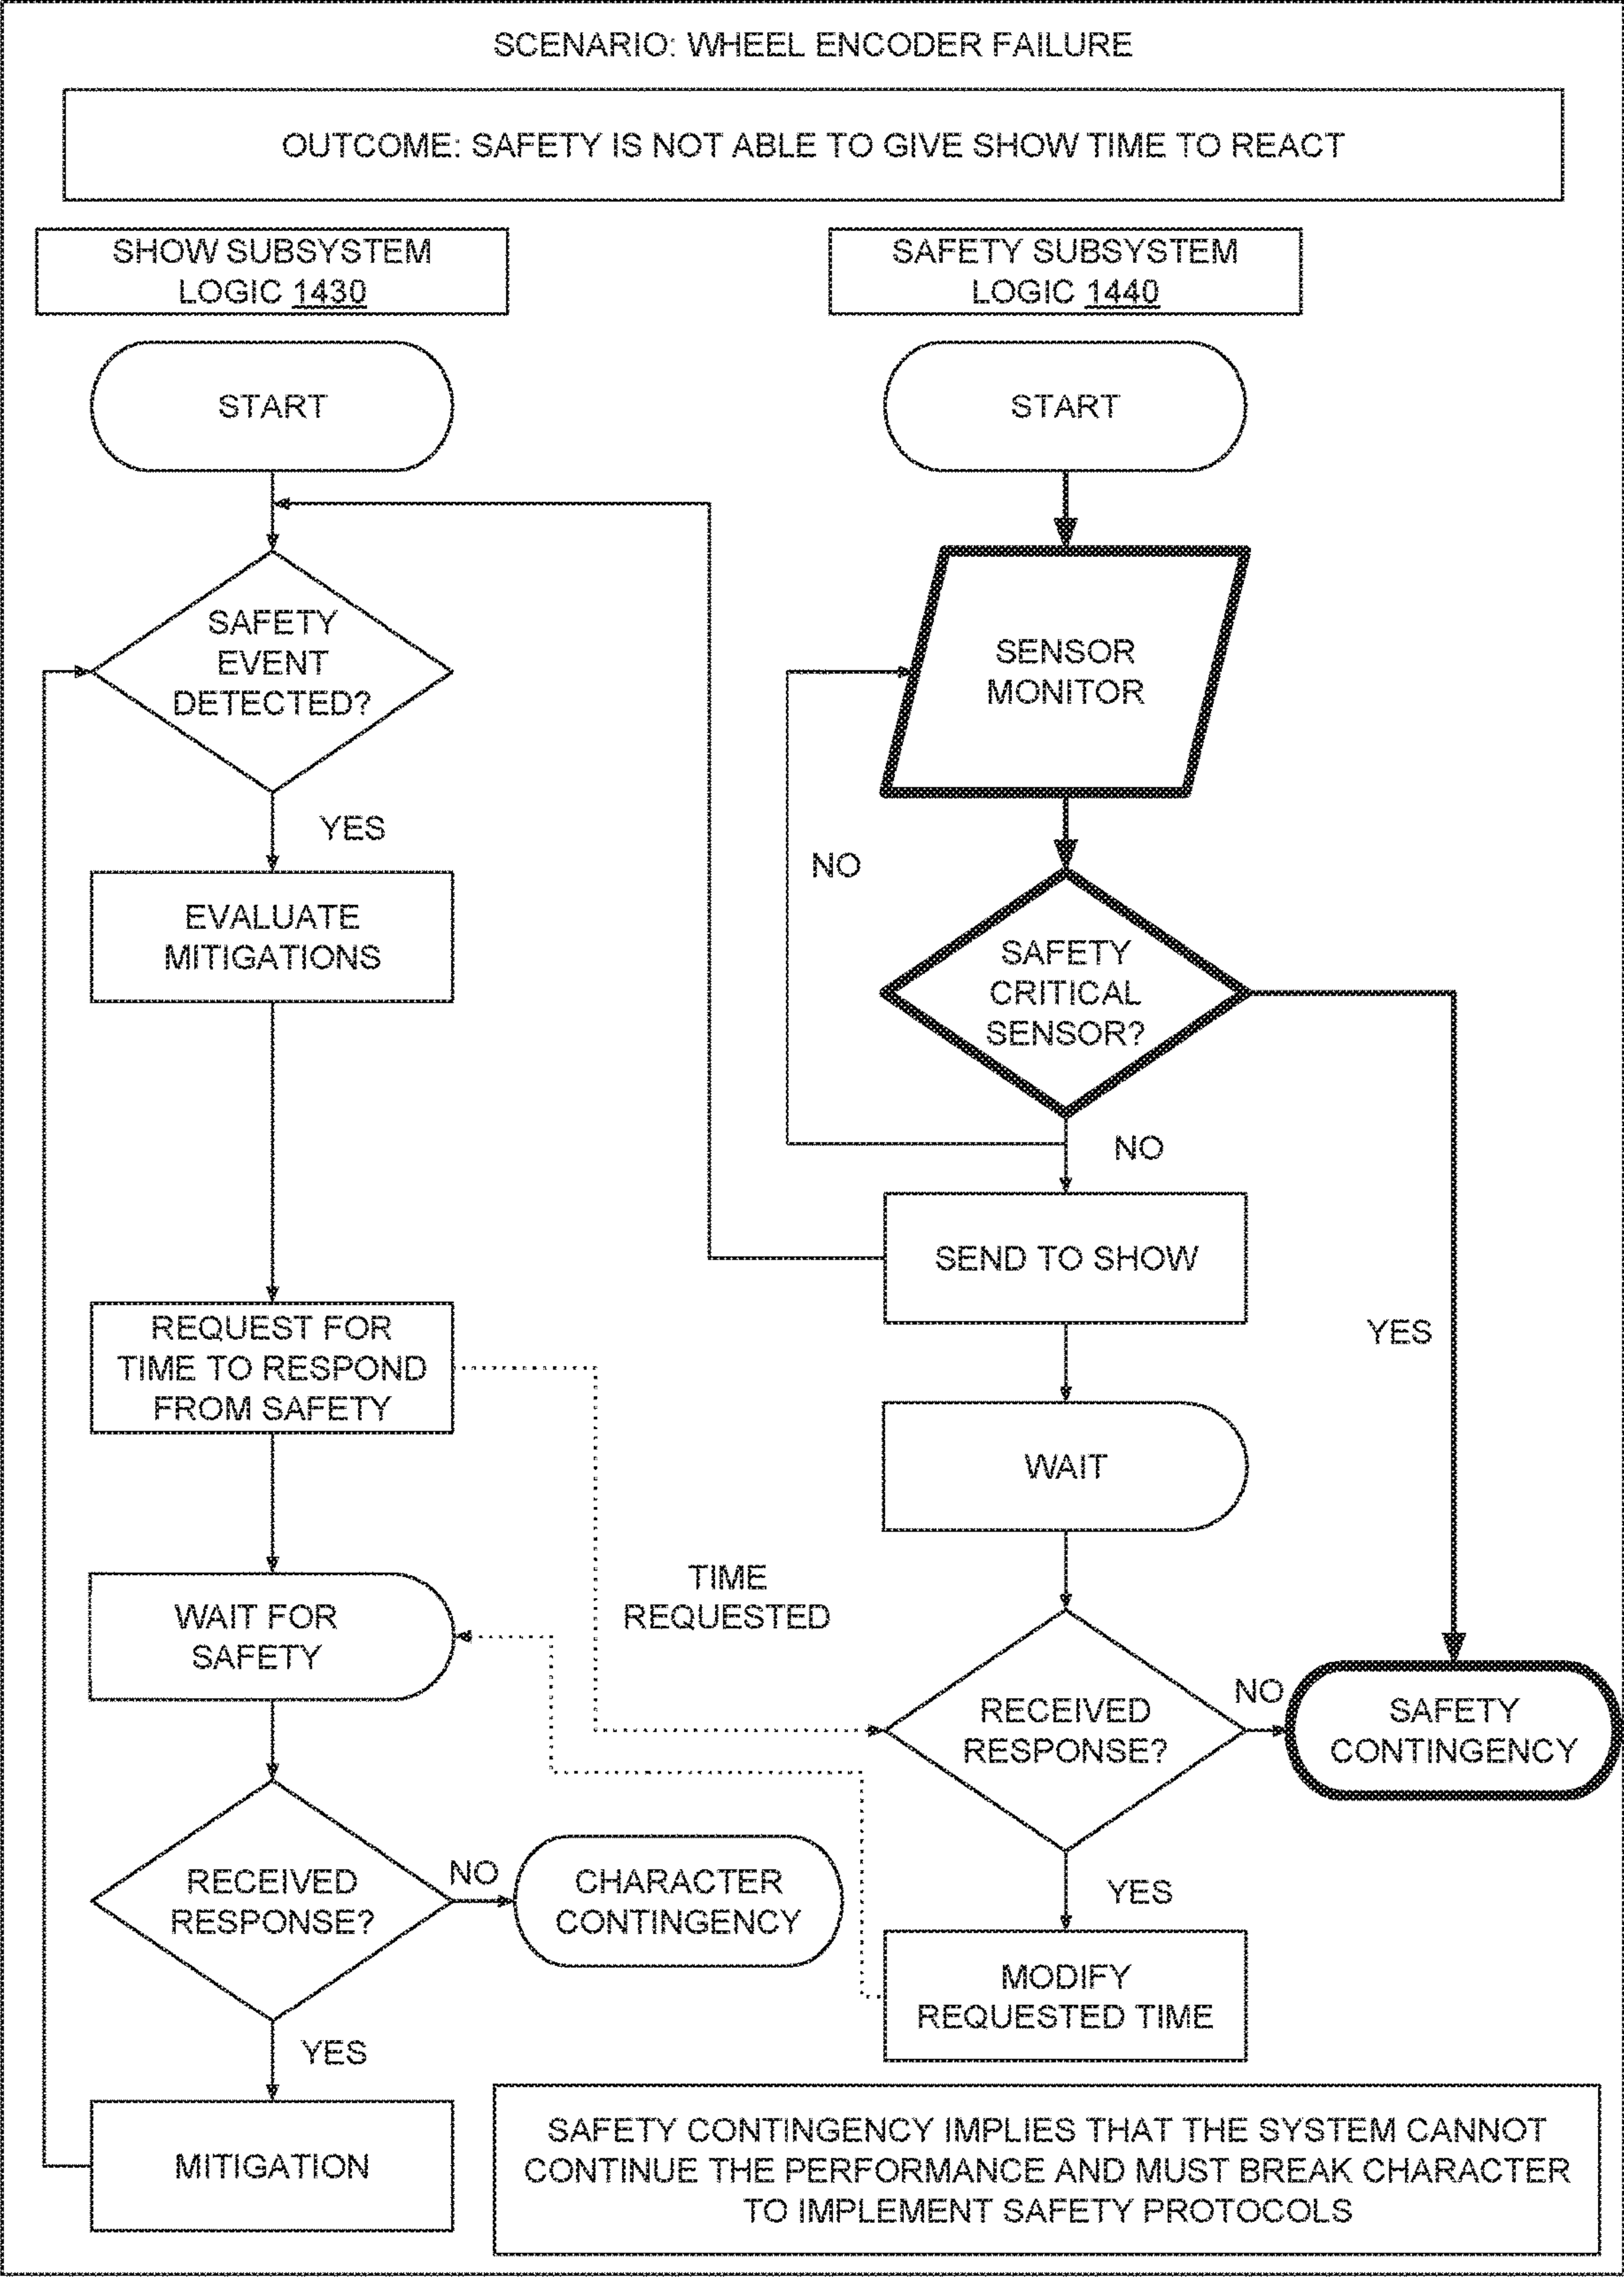 SCENARIO: WHEEL ENCODER FAILURE
OUTCOME: SAFETY IS NOT ABLE TO GIVE SHOW TIME TO REACT
SHOW SUBSYSTEM
LOGIC 1430
START
SAFETY
EVENT
DETECTED?
YES
EVALUATE
MITIGATIONS
REQUEST FOR
TIME TO RESPOND
FROM SAFETY
WAIT FOR
SAFETY
RECEIVED
RESPONSE?
NO
CHARACTER
CONTINGENCY
YES
MITIGATION
TIME
REQUESTED
SAFETY SUBSYSTEM
LOGIC 1440
START
SENSOR
MONITOR
NO
SAFETY
CRITICAL
SENSOR?
NO
YES
SEND TO SHOW
WAIT
RECEIVED
RESPONSE?
NO
SAFETY
CONTINGENCY
YES
MODIFY
REQUESTED TIME
SAFETY CONTINGENCY IMPLIES THAT THE SYSTEM CANNOT
CONTINUE THE PERFORMANCE AND MUST BREAK CHARACTER
TO IMPLEMENT SAFETY PROTOCOLS